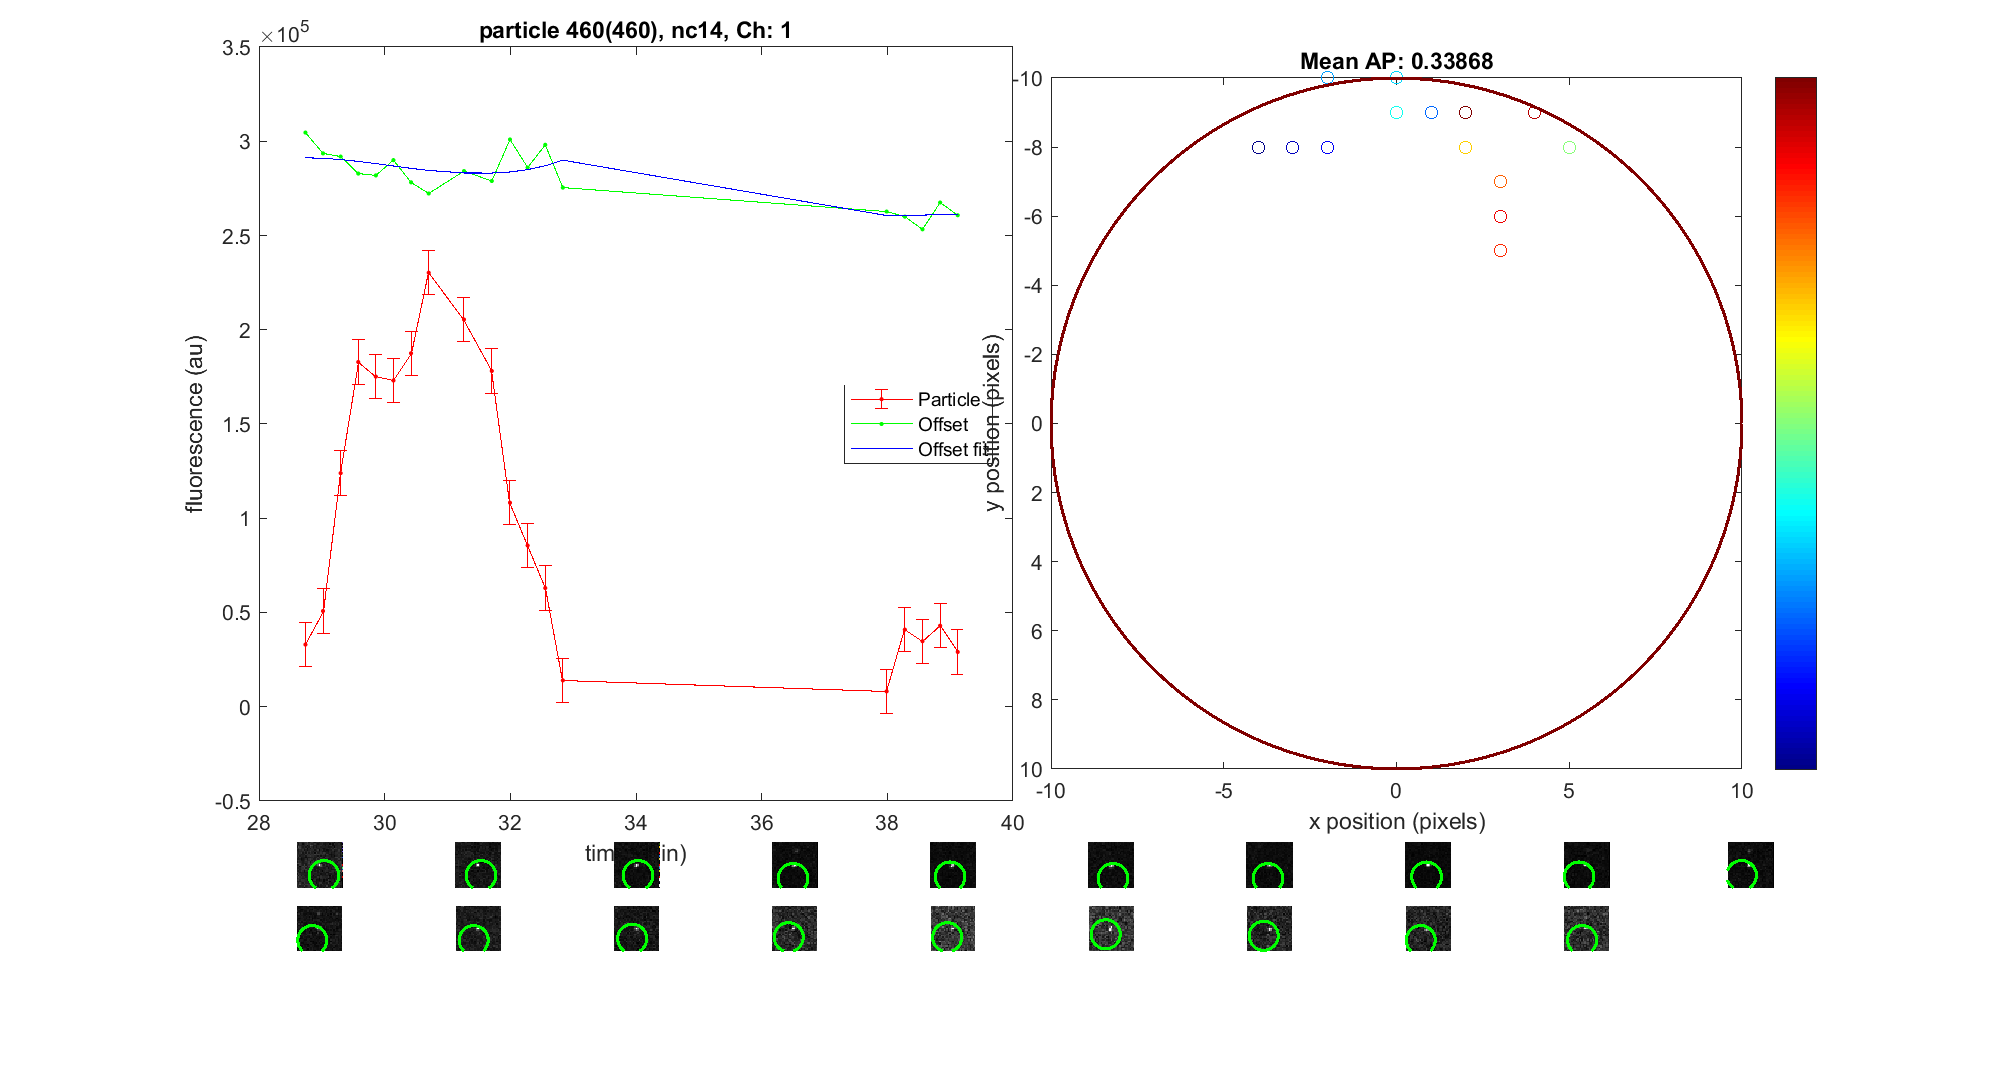 particle 460(460), nc14, Ch: 1
×10^5
3.5
3
2.5
2
1.5
1
0.5
0
-0.5
fluorescence (au)
28 30 32 34 36 38 40
Particle
Offset
Offset fit
Mean AP: 0.33868
-10
-8
-6
-4
-2
0
2
4
6
8
10
y position (pixels)
-10 -5 0 5 10
x position (pixels)